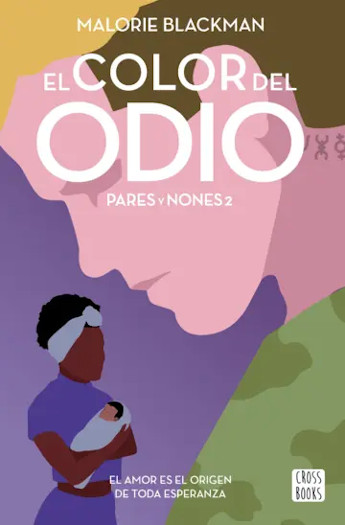 MALORIE BLACKMAN
EL COLOR DEL
ODIO
PARES Y NONES 2
EL AMOR ES EL ORIGEN
DE TODA ESPERANZA
CROSS
BOOKS